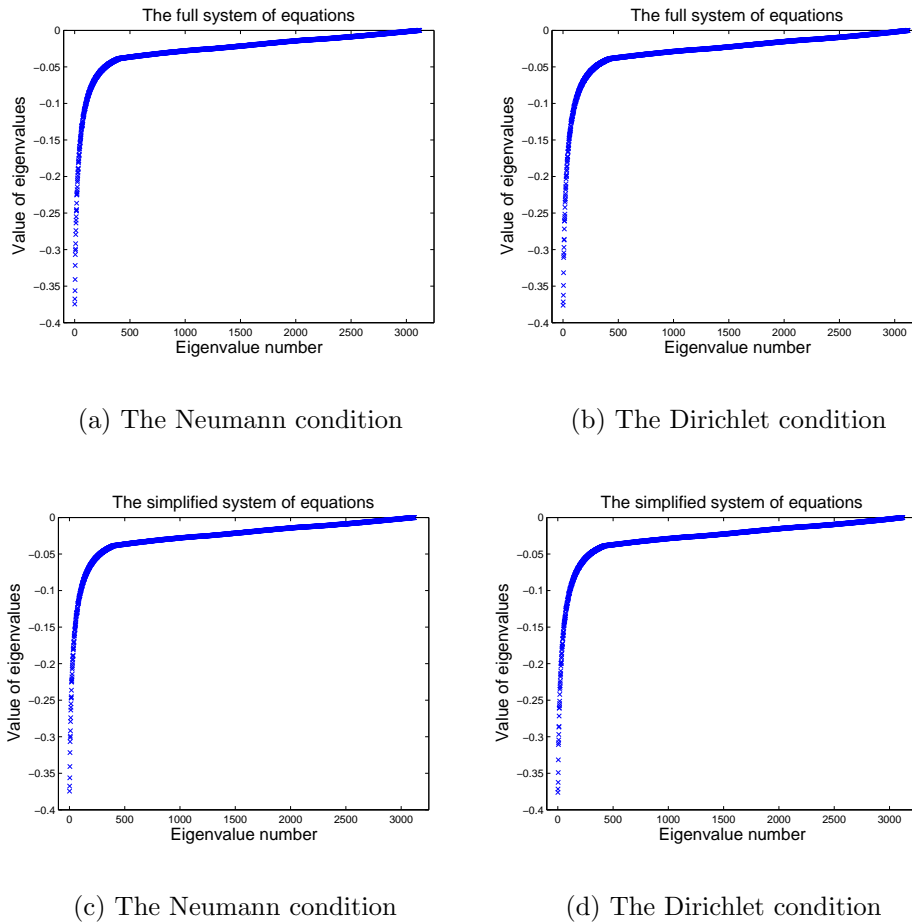 The full system of equations
0
−0.05
−0.1
−0.15
−0.2
−0.25
−0.3
−0.35
−0.4
Value of eigenvalues
0 500 1000 1500 2000 2500 3000
Eigenvalue number
(a) The Neumann condition
The full system of equations
0
−0.05
−0.1
−0.15
−0.2
−0.25
−0.3
−0.35
−0.4
Value of eigenvalues
0 500 1000 1500 2000 2500 3000
Eigenvalue number
(b) The Dirichlet condition
The simplified system of equations
0
−0.05
−0.1
−0.15
−0.2
−0.25
−0.3
−0.35
−0.4
Value of eigenvalues
0 500 1000 1500 2000 2500 3000
Eigenvalue number
(c) The Neumann condition
The simplified system of equations
0
−0.05
−0.1
−0.15
−0.2
−0.25
−0.3
−0.35
−0.4
Value of eigenvalues
0 500 1000 1500 2000 2500 3000
Eigenvalue number
(d) The Dirichlet condition